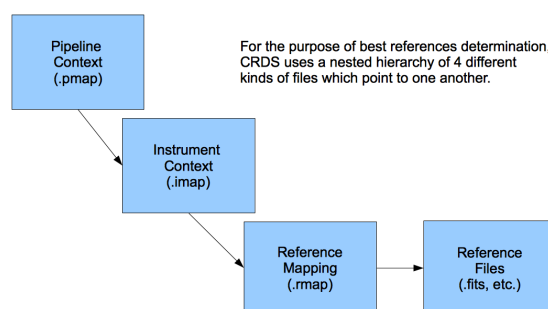 Pipeline
Context
(.pmap)
For the purpose of best references determination,
CRDS uses a nested hierarchy of 4 different
kinds of files which point to one another.
Instrument
Context
(.imap)
Reference
Mapping
(.rmap)
Reference
Files
(.fits, etc.)